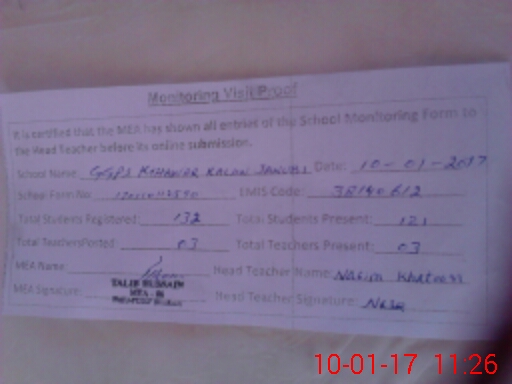 Monitoring Visit Proof
It is certified that the MEA has shown all entries of the School Monitoring Form to
the Head Teacher before its online submission.
School Name: GGPS KHANAR KALAN Date: 10-01-2017
School Form No: EMIS Code: 38140612
Total Students Registered: 132 Total Students Present: 121
Total Teachers Posted: 03 Total Teachers Present: 03
MEA Name: Head Teacher Name: Nasim Khatoon
TALIB HUSSAIN
MEA Signature: Head Teacher Signature:
10-01-17 11:26